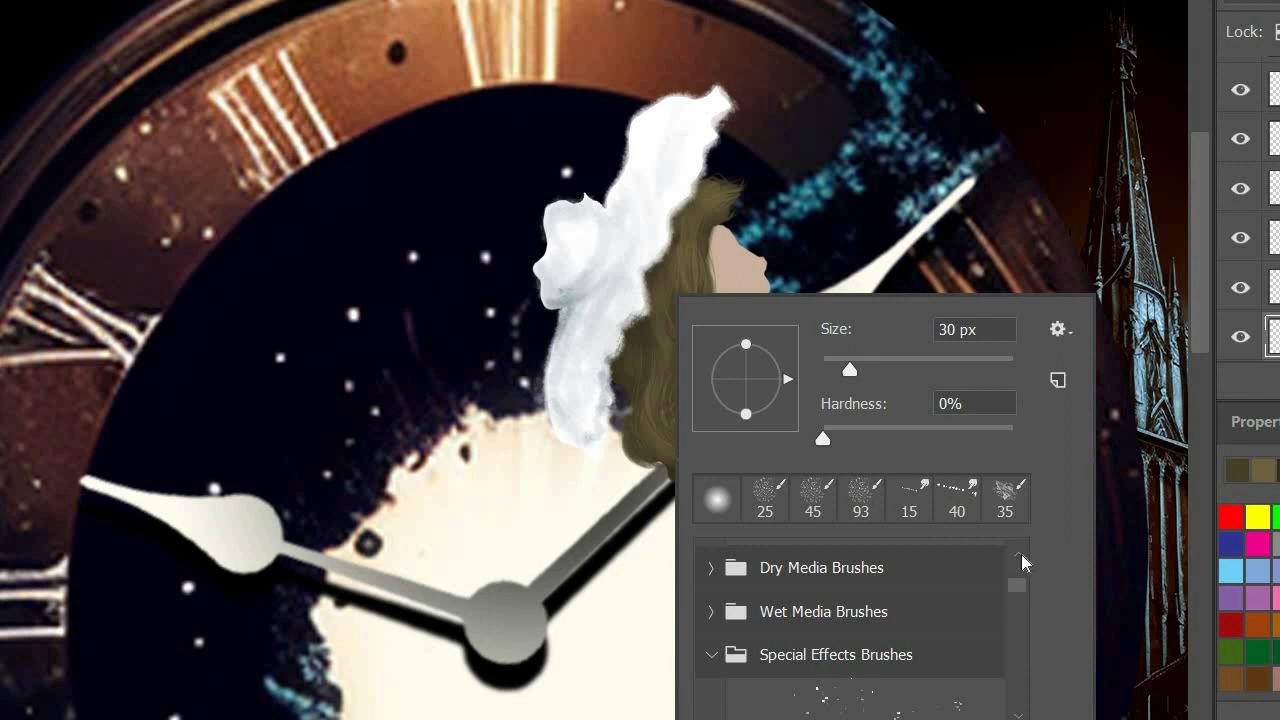 Lock:
Size:
30 px
Hardness:
0%
25
45
93
15
40
35
Dry Media Brushes
Wet Media Brushes
Special Effects Brushes